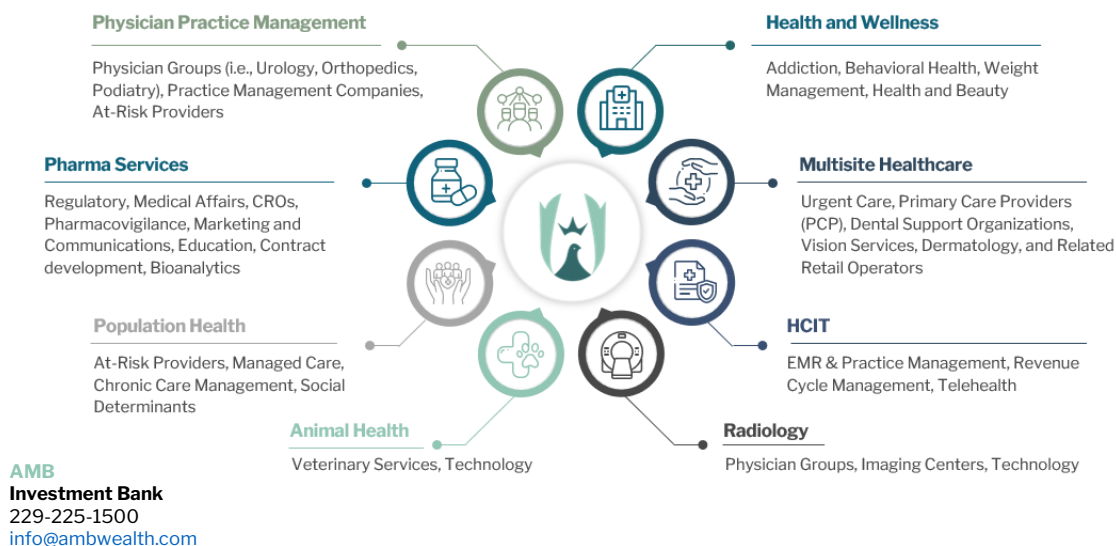 Physician Practice Management
Physician Groups (i.e., Urology, Orthopedics,
Podiatry), Practice Management Companies,
At-Risk Providers
Health and Wellness
Addiction, Behavioral Health, Weight
Management, Health and Beauty
Pharma Services
Regulatory, Medical Affairs, CROs,
Pharmacovigilance, Marketing and
Communications, Education, Contract
development, Bioanalytics
Multisite Healthcare
Urgent Care, Primary Care Providers
(PCP), Dental Support Organizations,
Vision Services, Dermatology, and Related
Retail Operators
Population Health
At-Risk Providers, Managed Care,
Chronic Care Management, Social
Determinants
HCIT
EMR & Practice Management, Revenue
Cycle Management, Telehealth
Animal Health
Veterinary Services, Technology
Radiology
Physician Groups, Imaging Centers, Technology
AMB
Investment Bank
229-225-1500
info@ambwealth.com